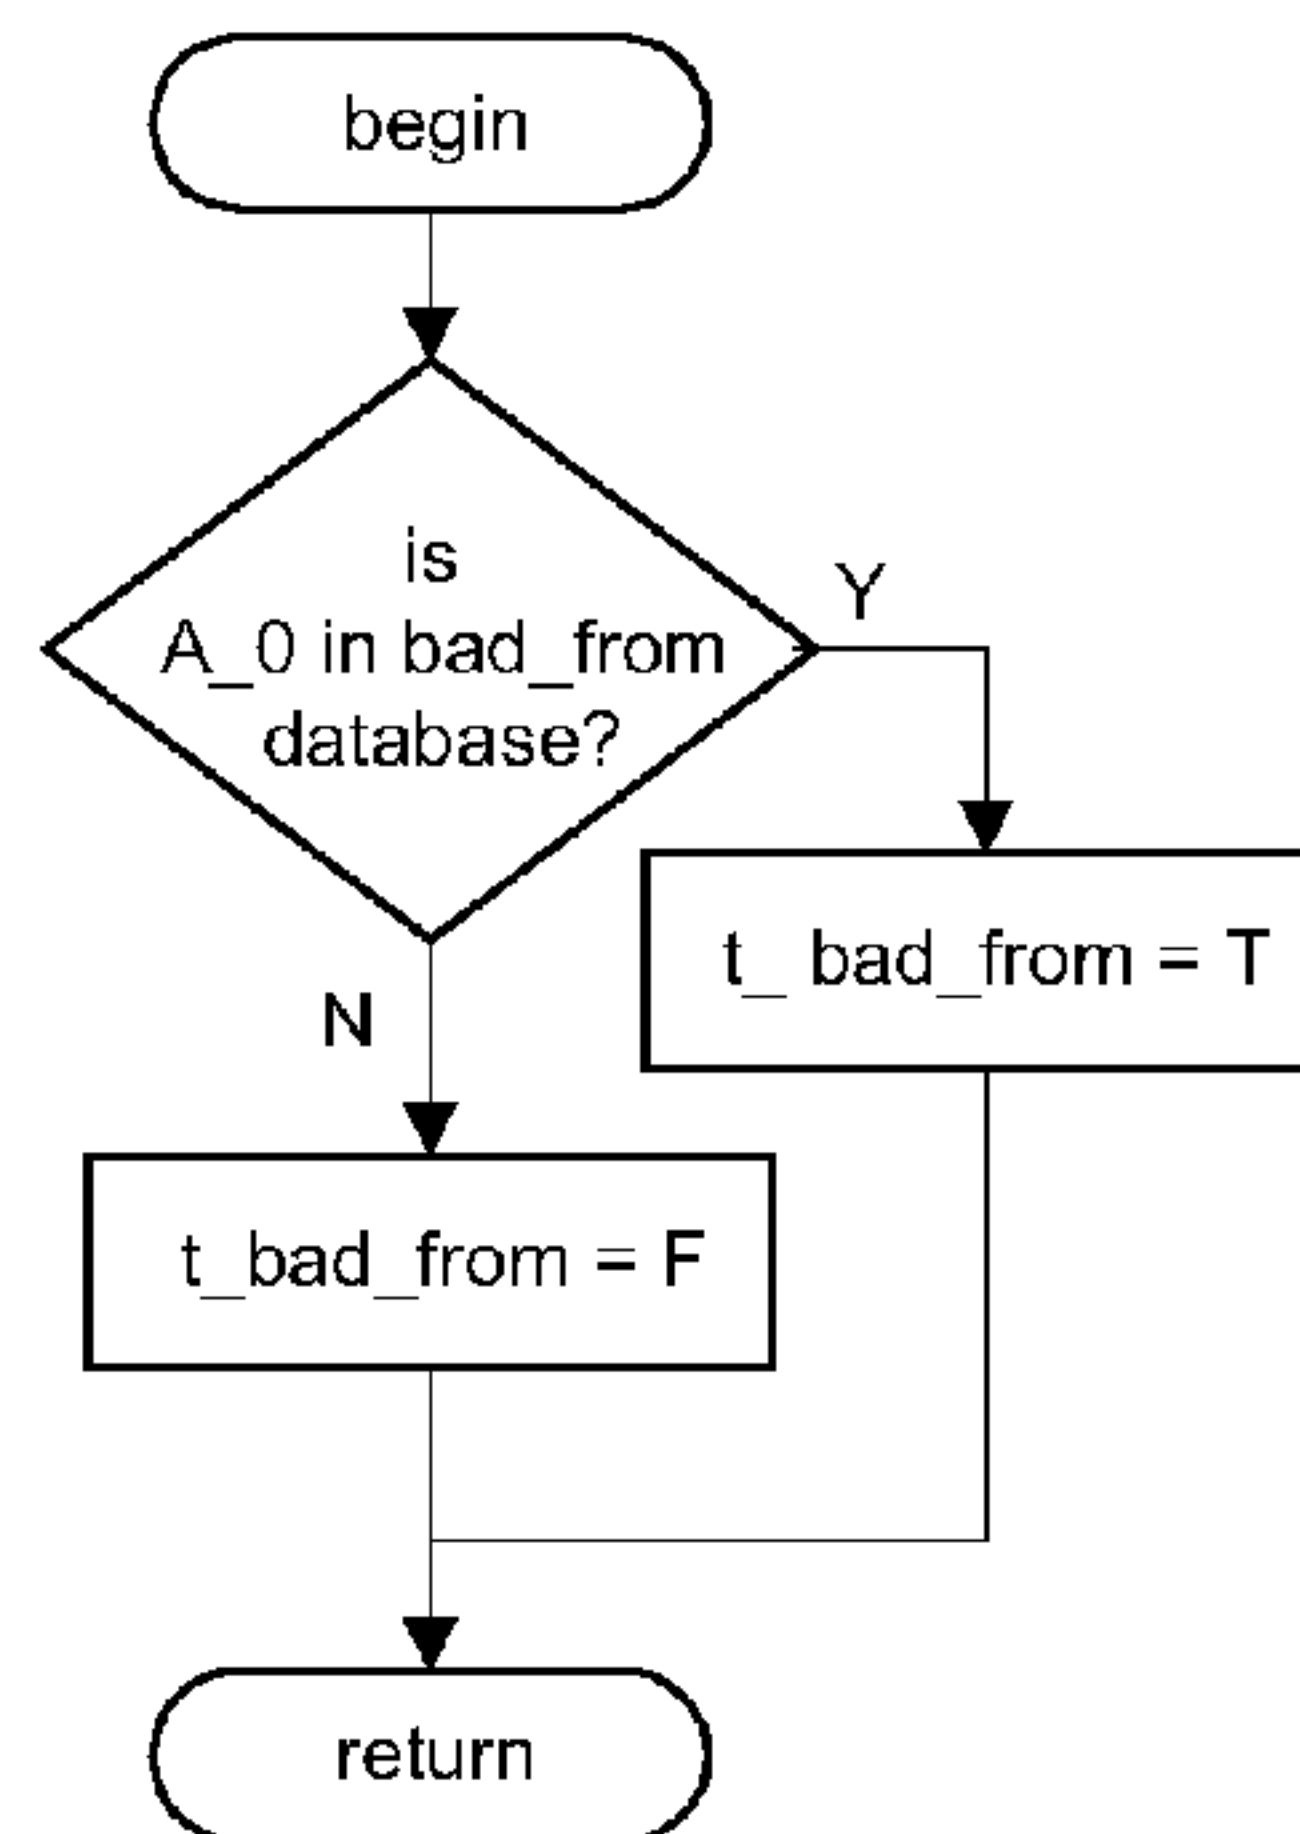 begin
is
A_0 in bad_from
database?
Y
t_ bad_from = T
N
t_bad_from = F
return